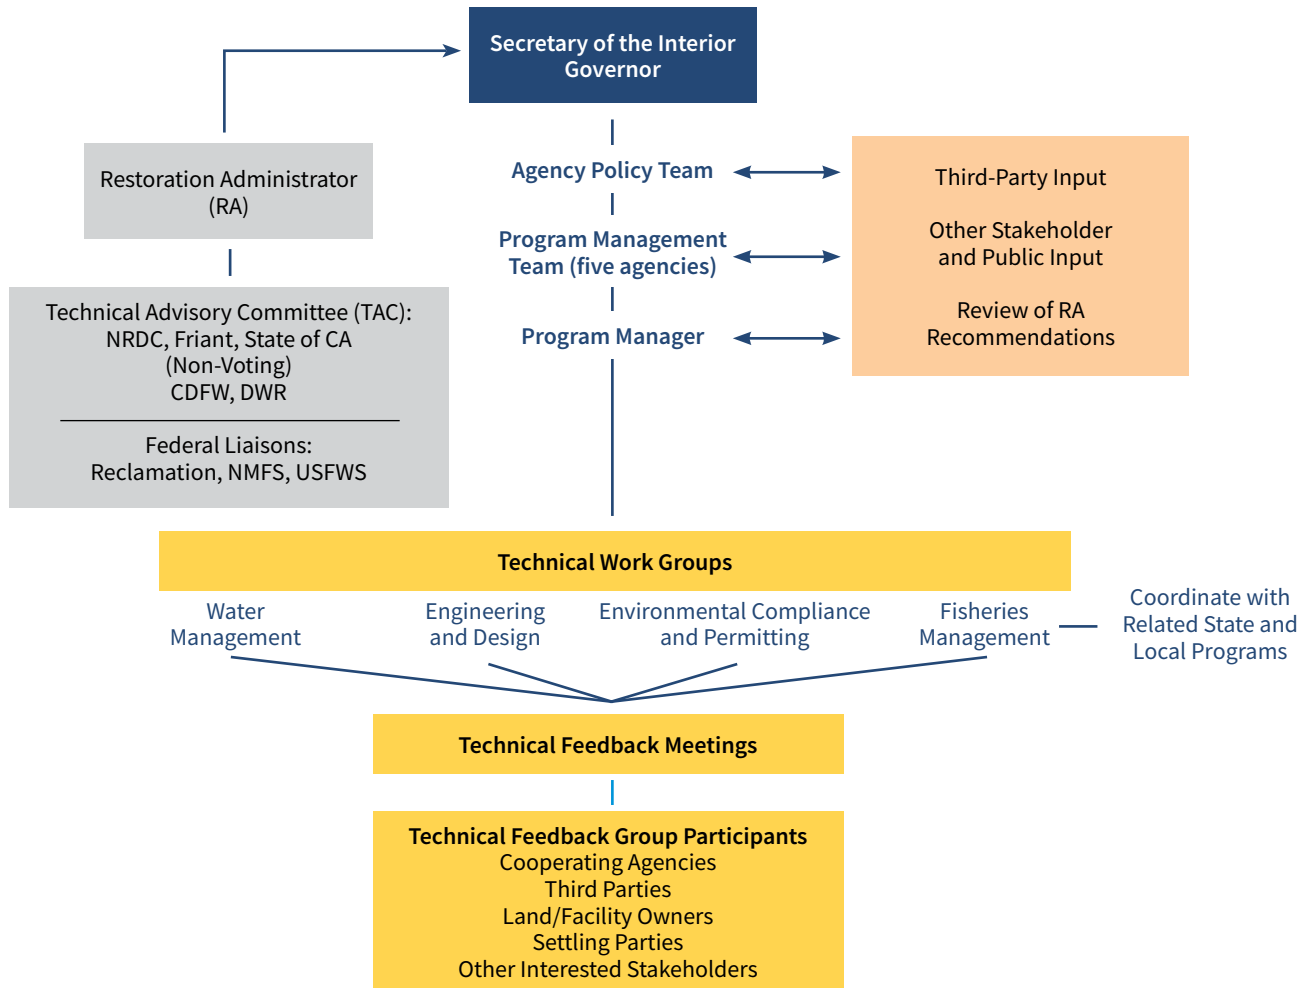 Secretary of the Interior
Governor
Restoration Administrator
(RA)
Technical Advisory Committee (TAC):
NRDC, Friant, State of CA
(Non-Voting)
CDFW, DWR
Federal Liaisons:
Reclamation, NMFS, USFWS
Agency Policy Team
Program Management
Team (five agencies)
Program Manager
Third-Party Input
Other Stakeholder
and Public Input
Review of RA
Recommendations
Technical Work Groups
Water
Management
Engineering
and Design
Environmental Compliance
and Permitting
Fisheries
Management
Coordinate with
Related State and
Local Programs
Technical Feedback Meetings
Technical Feedback Group Participants
Cooperating Agencies
Third Parties
Land/Facility Owners
Settling Parties
Other Interested Stakeholders